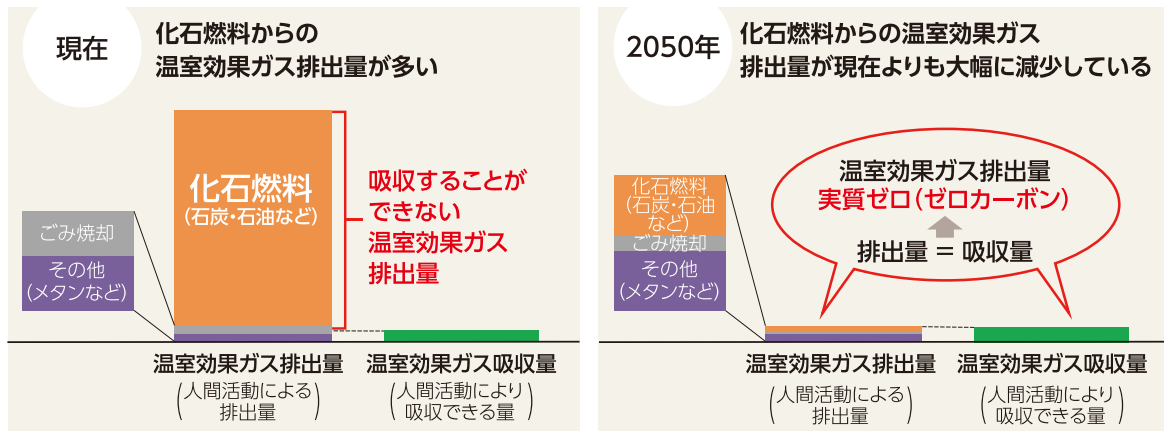 現在
化石燃料からの
温室効果ガス排出量が多い
化石燃料
(石炭・石油など)
吸収することが
できない
温室効果ガス
排出量
ごみ焼却
その他
(メタンなど)
温室効果ガス排出量
(人間活動による
排出量)
温室効果ガス吸収量
(人間活動により
吸収できる量)
2050年
化石燃料からの温室効果ガス
排出量が現在よりも大幅に減少している
化石燃料
(石炭・石油
など)
ごみ焼却
その他
(メタンなど)
温室効果ガス排出量
実質ゼロ(ゼロカーボン)
排出量 = 吸収量
温室効果ガス排出量
(人間活動による
排出量)
温室効果ガス吸収量
(人間活動により
吸収できる量)